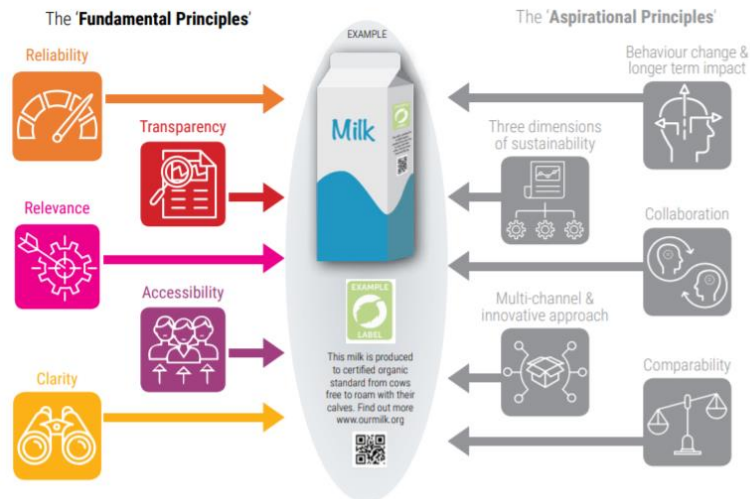 The 'Fundamental Principles'
Reliability
Transparency
Relevance
Accessibility
Clarity
EXAMPLE
Milk
EXAMPLE
LABEL
This milk is produced
to certified organic
standard from cows
free to roam with their
calves. Find out more
www.ourmilk.org
The 'Aspirational Principles'
Behaviour change &
longer term impact
Three dimensions
of sustainability
Collaboration
Multi-channel &
innovative approach
Comparability